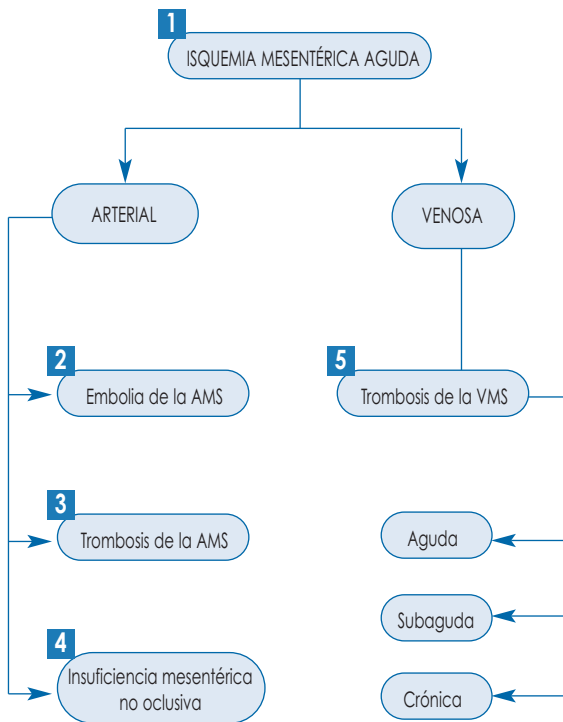 1
ISQUEMIA MESENTÉRICA AGUDA
ARTERIAL
VENOSA
2
Embolia de la AMS
5
Trombosis de la VMS
3
Trombosis de la AMS
Aguda
Subaguda
4
Insuficiencia mesentérica
no oclusiva
Crónica